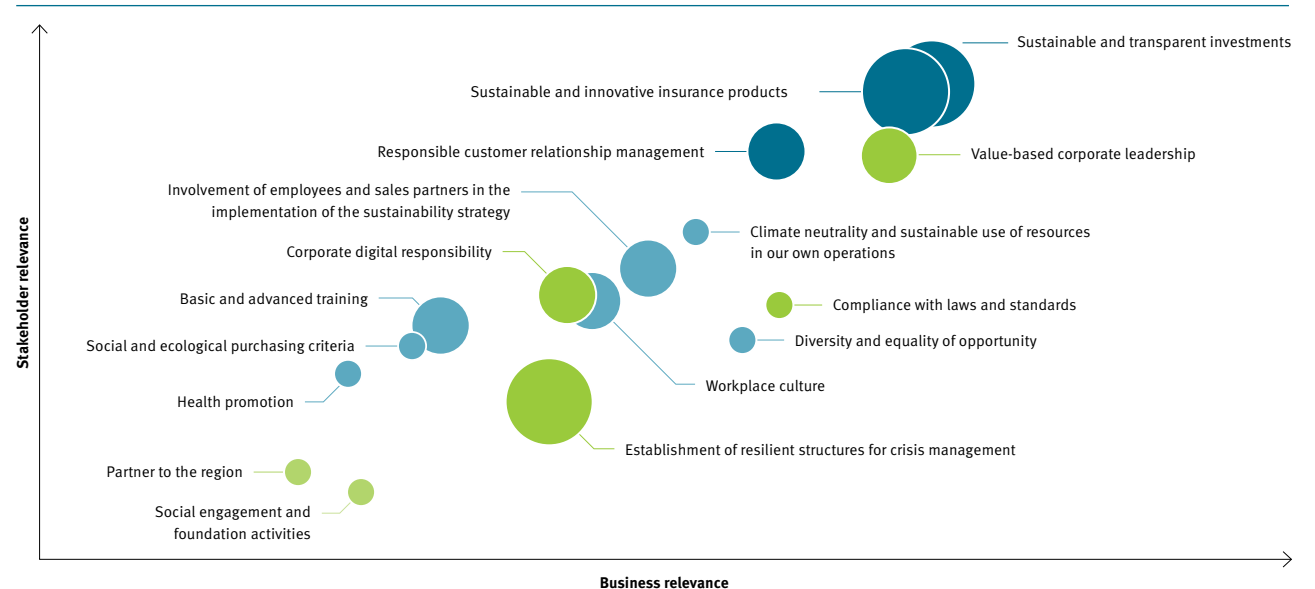 Sustainable and transparent investments
Sustainable and innovative insurance products
Responsible customer relationship management
Value-based corporate leadership
Involvement of employees and sales partners in the
implementation of the sustainability strategy
Climate neutrality and sustainable use of resources
in our own operations
Corporate digital responsibility
Basic and advanced training
Compliance with laws and standards
Social and ecological purchasing criteria
Diversity and equality of opportunity
Workplace culture
Health promotion
Establishment of resilient structures for crisis management
Partner to the region
Social engagement and
foundation activities
Stakeholder relevance
Business relevance